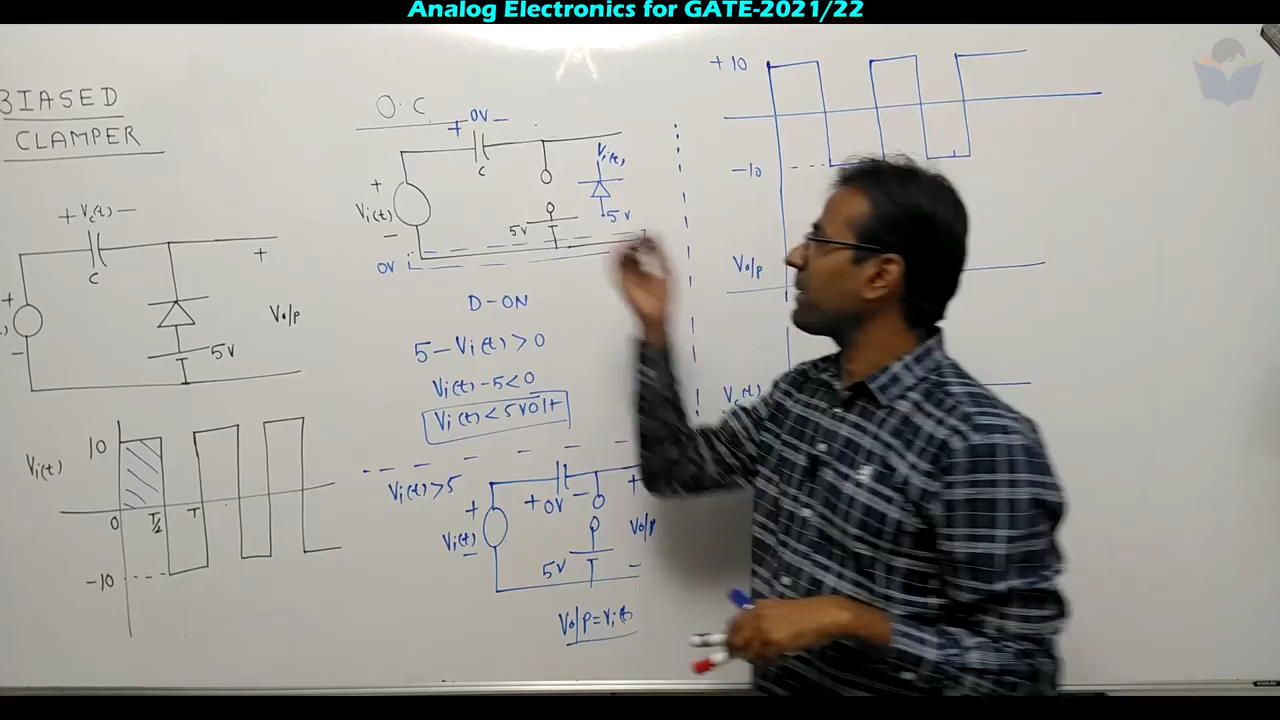 Analog Electronics for GATE-2021/22
BIASED
CLAMPER
+ Vc(t) −
C
+
−
+
Vo/p
5V
Vi(t)
10
0
T/2
T
−10
O.C
+ 0V −
C
+
Vi(t)
−
0V
5V
Vi(t)
5V
D-ON
5 − Vi(t) > 0
Vi(t) − 5 < 0
Vi(t) < 5 Volt
Vi(t) > 5
+ 0V −
+
Vi(t)
−
5V
+
Vo/p
−
Vo/p = Vi(t)
+10
−10
Vo/p
Vc(t)